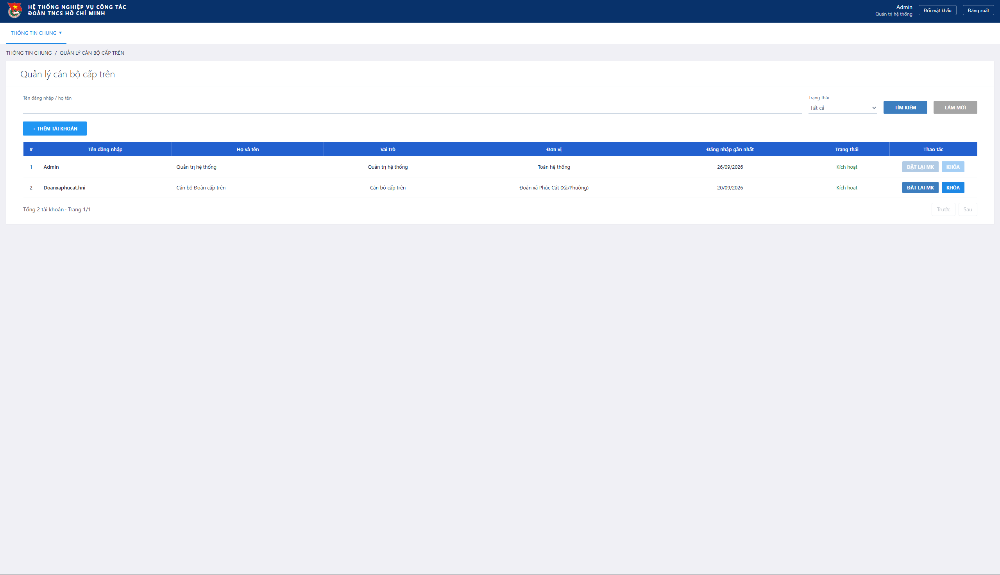 HỆ THỐNG NGHIỆP VỤ CÔNG TÁC
ĐOÀN TNCS HỒ CHÍ MINH
Admin
Quản trị hệ thống
Đổi mật khẩu
Đăng xuất
THÔNG TIN CHUNG ▼
THÔNG TIN CHUNG / QUẢN LÝ CÁN BỘ CẤP TRÊN
Quản lý cán bộ cấp trên
Tên đăng nhập / họ tên
Trạng thái
Tất cả
TÌM KIẾM
LÀM MỚI
+ THÊM TÀI KHOẢN
# Tên đăng nhập Họ và tên Vai trò Đơn vị Đăng nhập gần nhất Trạng thái Thao tác
1 Admin Quản trị hệ thống Quản trị hệ thống Toàn hệ thống 26/09/2026 Kích hoạt ĐẶT LẠI MK KHÓA
2 Doanxaphucat.hni Cán bộ Đoàn cấp trên Cán bộ cấp trên Đoàn xã Phúc Cát (Xã/Phường) 20/09/2026 Kích hoạt ĐẶT LẠI MK KHÓA
Tổng 2 tài khoản · Trang 1/1
Trước
Sau